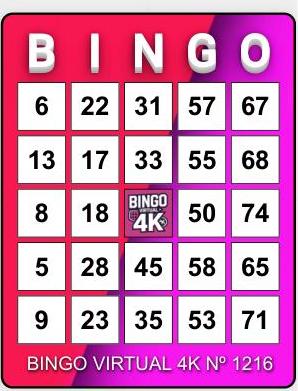 B I N G O
6 22 31 57 67
13 17 33 55 68
8 18 BINGO VIRTUAL 4K 50 74
5 28 45 58 65
9 23 35 53 71
BINGO VIRTUAL 4K Nº 1216